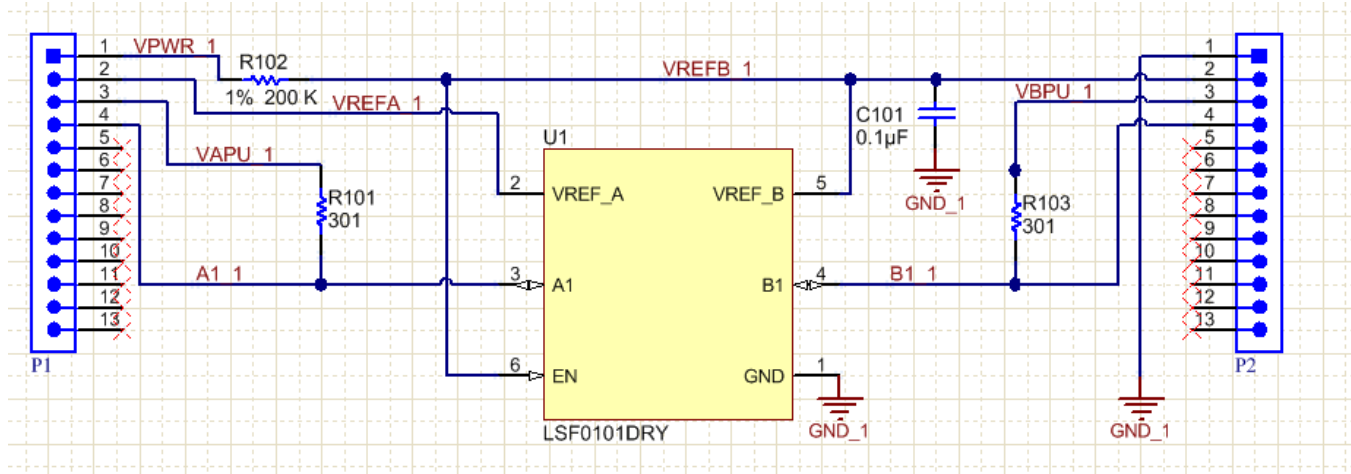 1
VPWR_1
R102
2
1% 200 K
VREFA_1
3
4
VAPU_1
5
6
7
8
9
10
11
12
13
P1
R101
301
A1_1
VREFB_1
U1
2
VREF_A
VREF_B
5
3
A1
B1
4
6
EN
GND
1
LSF0101DRY
GND_1
C101
0.1µF
GND_1
VBPU_1
R103
301
B1_1
GND_1
1
2
3
4
5
6
7
8
9
10
11
12
13
P2